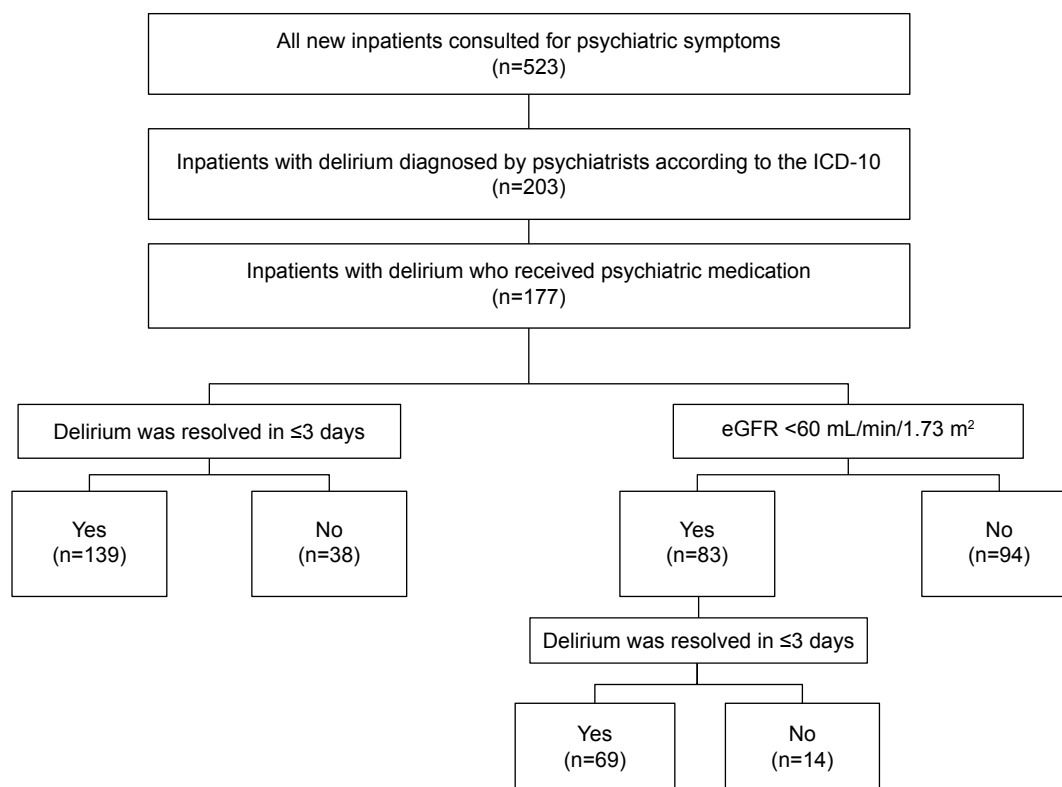 All new inpatients consulted for psychiatric symptoms
(n=523)
Inpatients with delirium diagnosed by psychiatrists according to the ICD-10
(n=203)
Inpatients with delirium who received psychiatric medication
(n=177)
Delirium was resolved in ≤3 days
eGFR <60 mL/min/1.73 m²
Yes
(n=139)
No
(n=38)
Yes
(n=83)
No
(n=94)
Delirium was resolved in ≤3 days
Yes
(n=69)
No
(n=14)